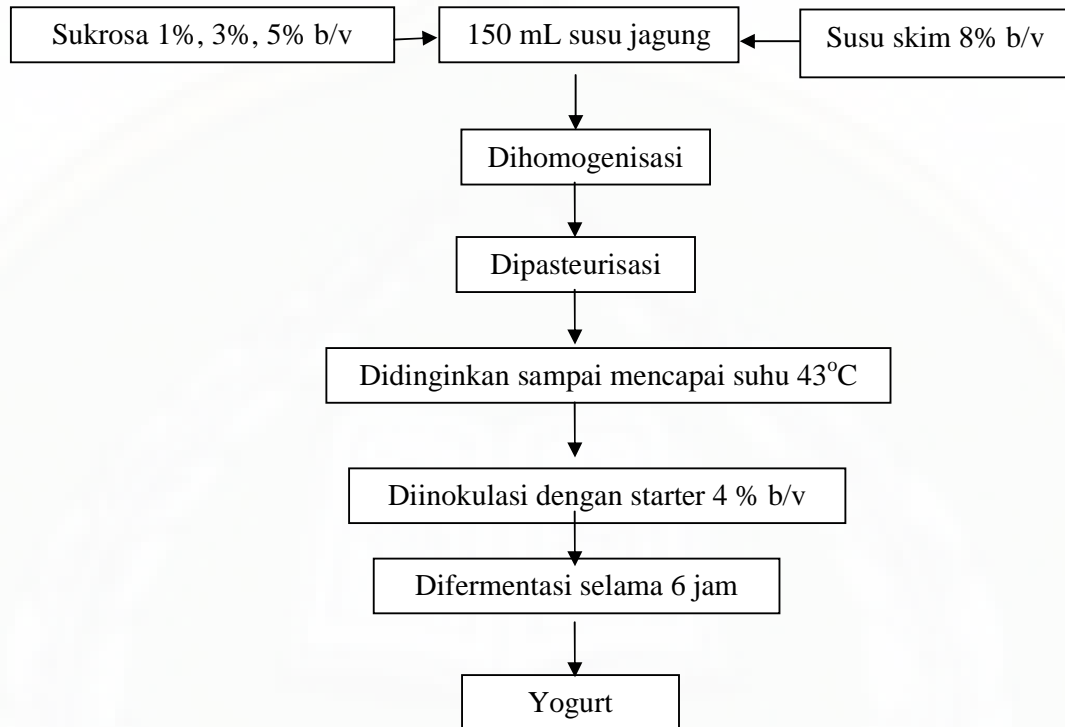 Sukrosa 1%, 3%, 5% b/v
150 mL susu jagung
Susu skim 8% b/v
Dihomogenisasi
Dipasteurisasi
Didinginkan sampai mencapai suhu 43°C
Diinokulasi dengan starter 4 % b/v
Difermentasi selama 6 jam
Yogurt